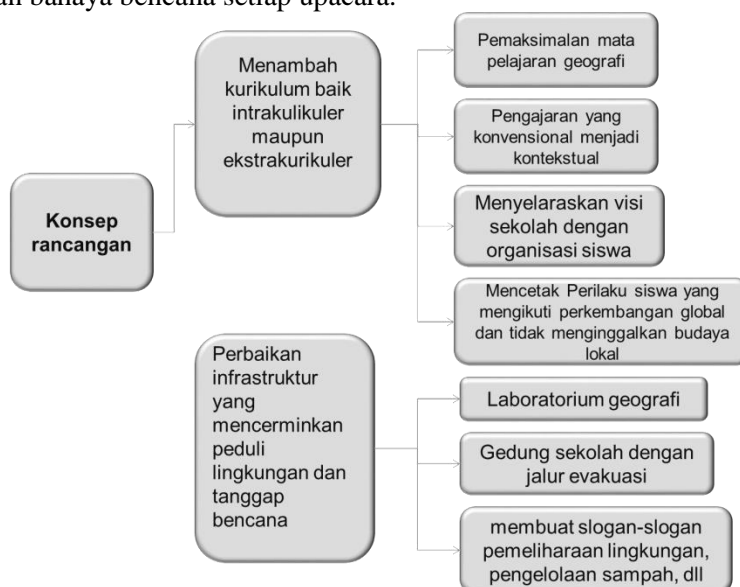 bahaya bencana setiap upacara.
Konsep
rancangan
Menambah
kurikulum baik
intrakulikuler
maupun
ekstrakurikuler
Pemaksimalan mata
pelajaran geografi
Pengajaran yang
konvensional menjadi
kontekstual
Menyelaraskan visi
sekolah dengan
organisasi siswa
Mencetak Perilaku siswa yang
mengikuti perkembangan global
dan tidak menginggalkan budaya
lokal
Perbaikan
infrastruktur
yang
mencerminkan
peduli
lingkungan dan
tanggap
bencana
Laboratorium geografi
Gedung sekolah dengan
jalur evakuasi
membuat slogan-slogan
pemeliharaan lingkungan,
pengelolaan sampah, dll